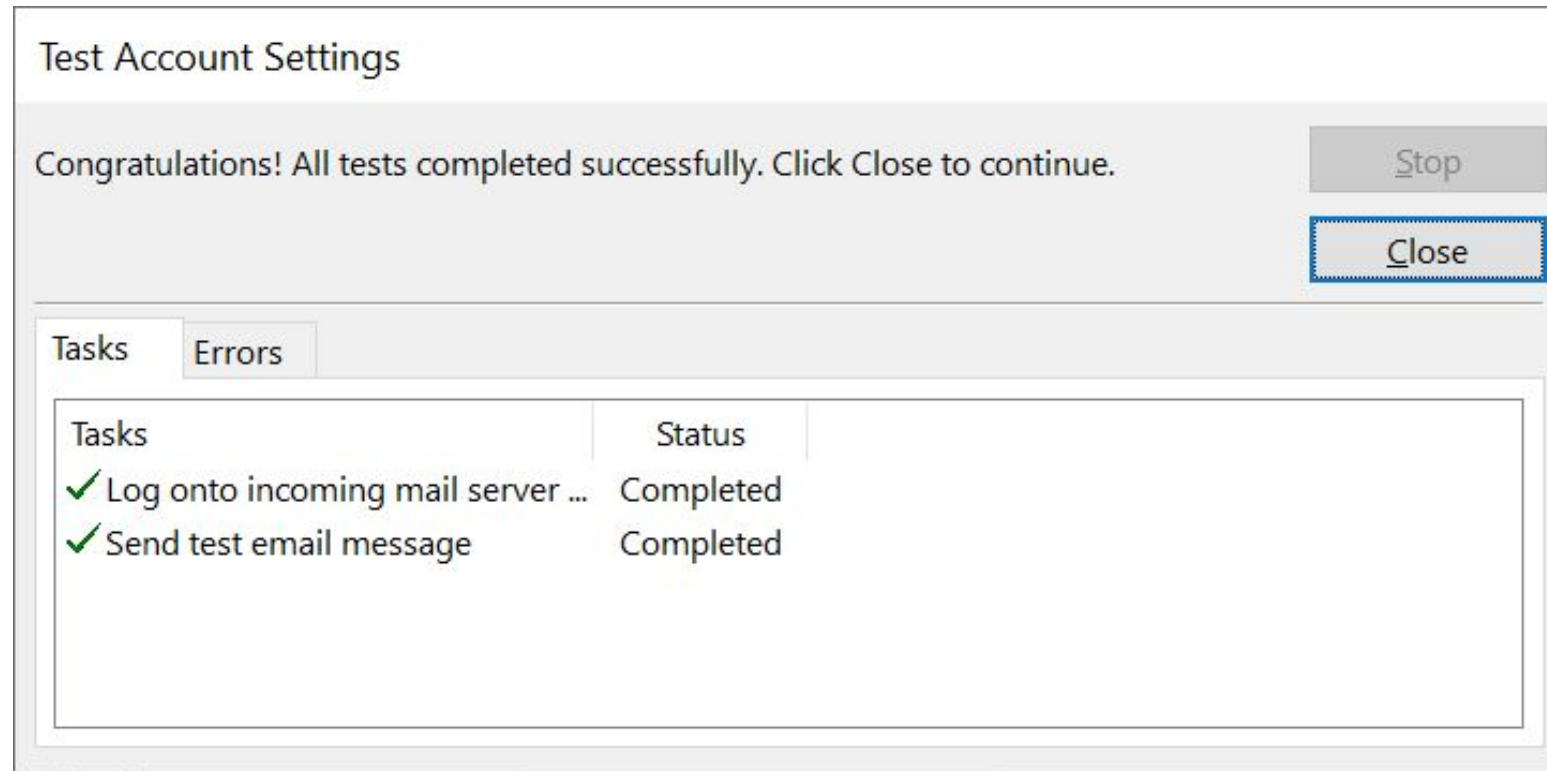 Test Account Settings
Congratulations! All tests completed successfully. Click Close to continue.
Stop
Close
Tasks Errors
Tasks Status
Log onto incoming mail server ... Completed
Send test email message Completed